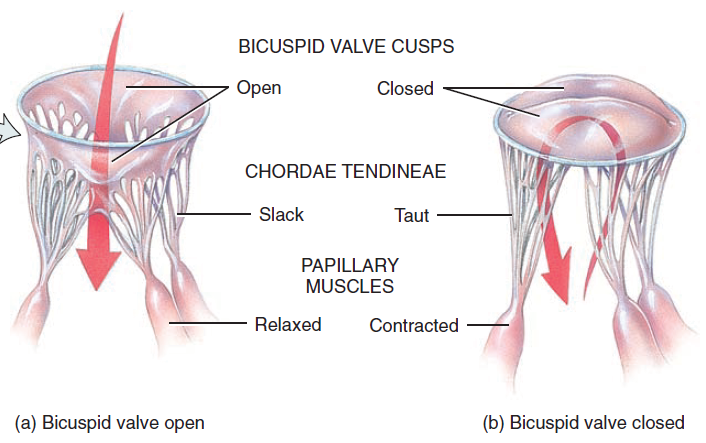 BICUSPID VALVE CUSPS
Open
Closed
CHORDAE TENDINEAE
Slack
Taut
PAPILLARY
MUSCLES
Relaxed
Contracted
(a) Bicuspid valve open
(b) Bicuspid valve closed